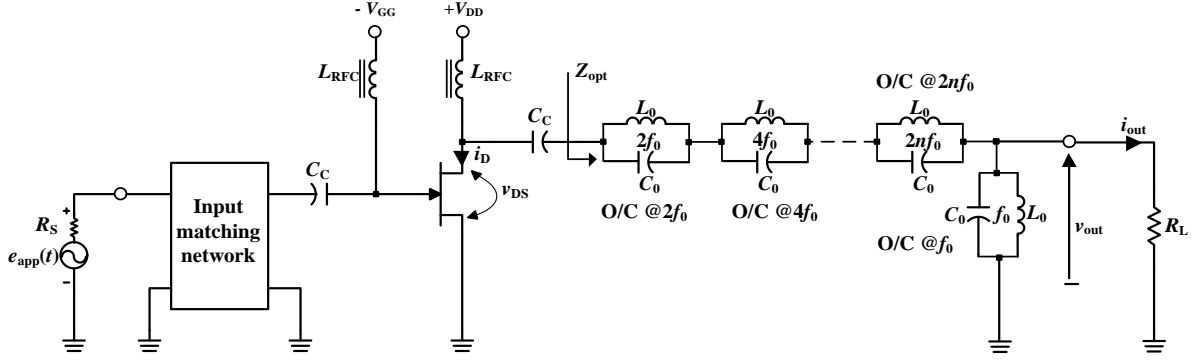 - VGG
+VDD
LRFC
LRFC
Zopt
O/C @2nf0
L0
L0
L0
CC
2f0
4f0
2nf0
iout
iD
CC
vDS
C0
C0
C0
O/C @2f0
O/C @4f0
Input
matching
network
RS
+
eapp(t)
−
C0
f0
L0
O/C @f0
vout
RL